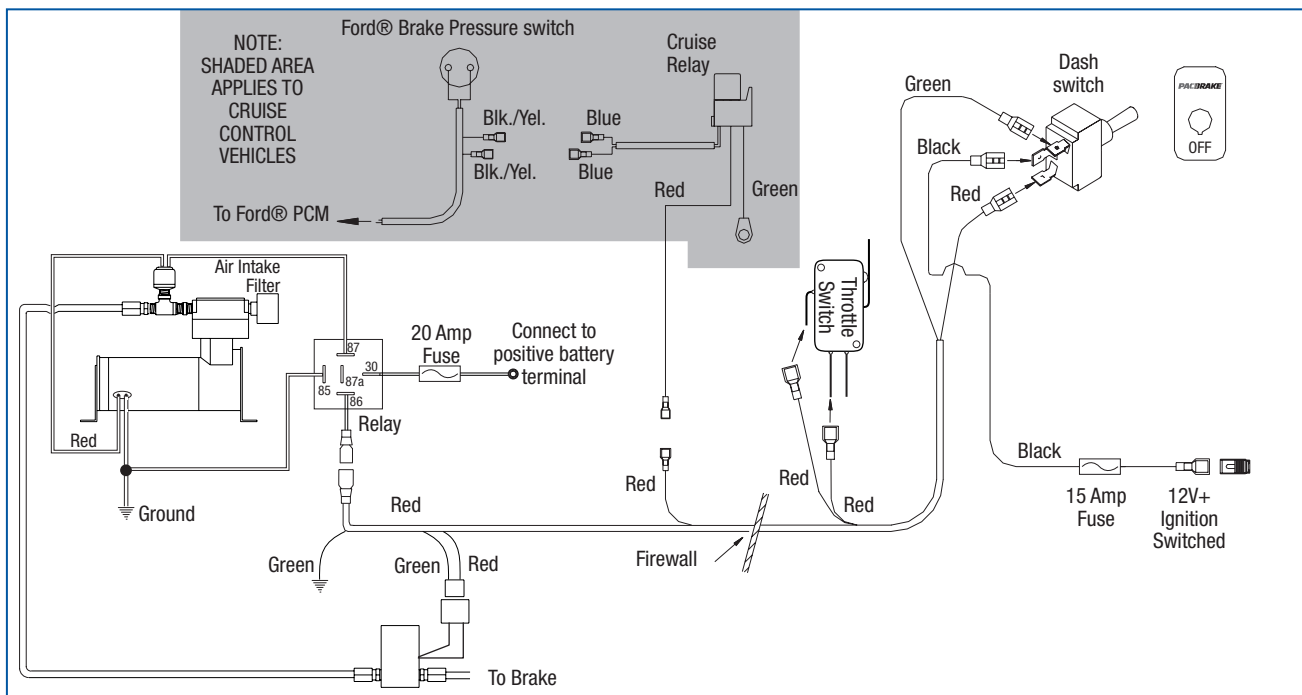 NOTE:
SHADED AREA
APPLIES TO
CRUISE
CONTROL
VEHICLES
Ford® Brake Pressure switch
Blk./Yel.
Blk./Yel.
To Ford® PCM
Cruise
Relay
Blue
Blue
Red
Green
Green
Black
Red
Dash
switch
PACBRAKE
OFF
Air Intake
Filter
Red
Ground
87
87a
30
85
86
Relay
20 Amp
Fuse
Connect to
positive battery
terminal
Throttle
Switch
Red
Red
Red
Red
Firewall
Black
15 Amp
Fuse
12V+
Ignition
Switched
Green
Green
Red
To Brake